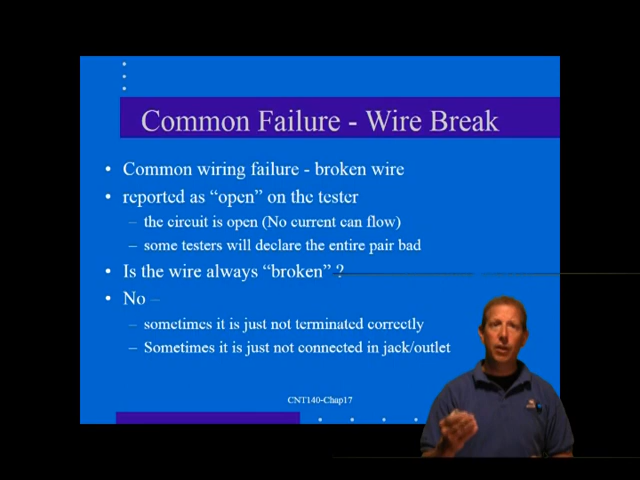 Common Failure - Wire Break
• Common wiring failure - broken wire
• reported as “open” on the tester
– the circuit is open (No current can flow)
– some testers will declare the entire pair bad
• Is the wire always “broken” ?
• No –
– sometimes it is just not terminated correctly
– Sometimes it is just not connected in jack/outlet
CNT140-Chap17